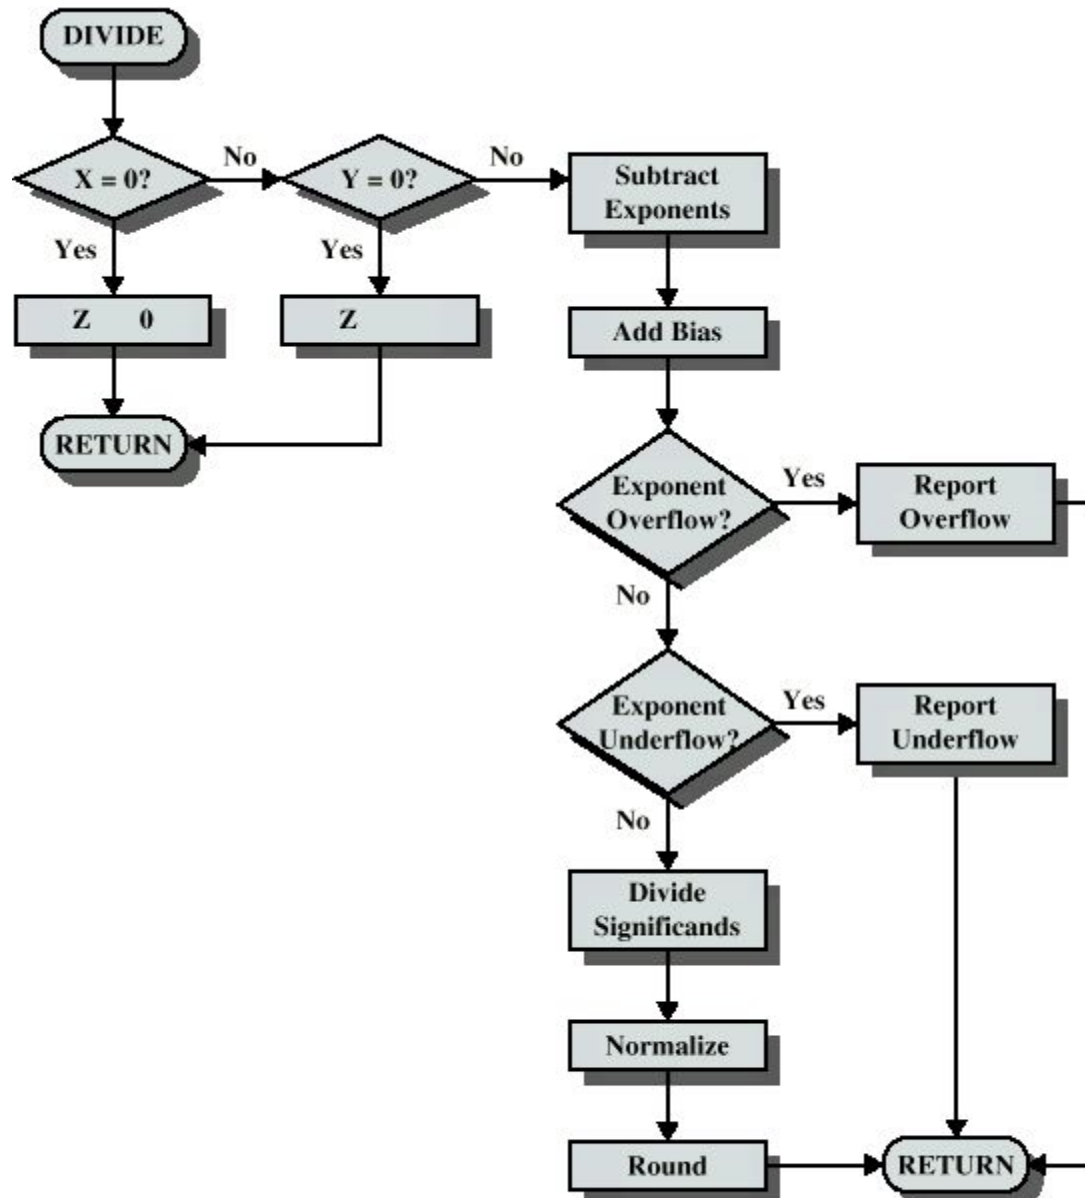 DIVIDE
X = 0?
No
Y = 0?
No
Subtract
Exponents
Yes
Yes
Z 0
Z
Add Bias
RETURN
Exponent
Overflow?
Yes
Report
Overflow
No
Exponent
Underflow?
Yes
Report
Underflow
No
Divide
Significands
Normalize
Round
RETURN